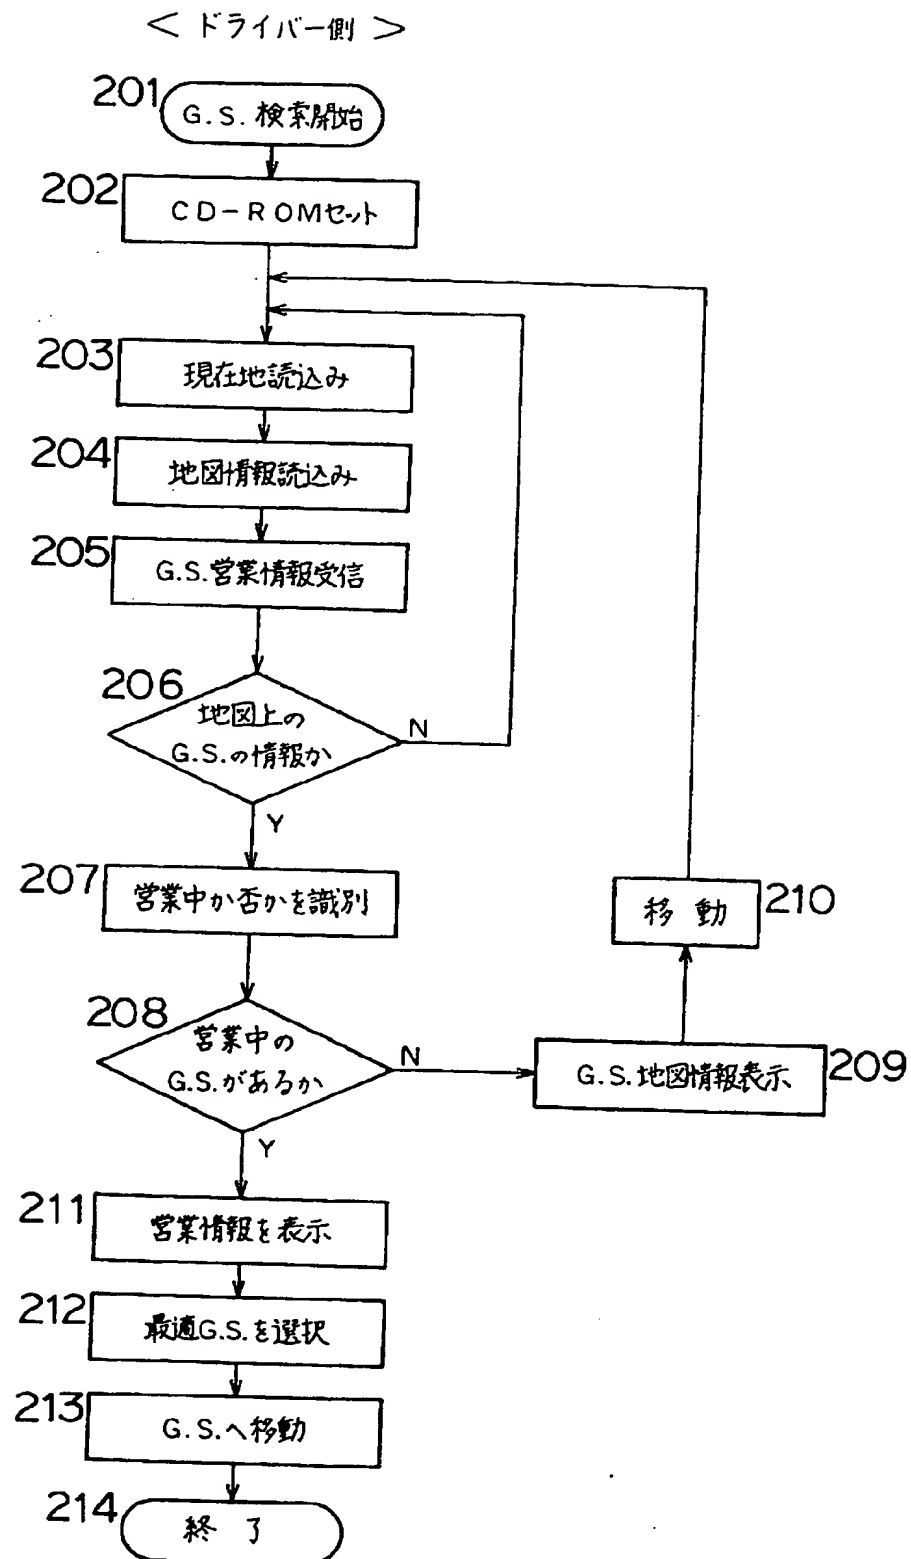 < ドライバー側 >
201
G.S.検索開始
202
CD-ROMセット
203
現在地読込み
204
地図情報読込み
205
G.S.営業情報受信
206
地図上の
G.S.の情報か
N
Y
207
営業中か否かを識別
移動
210
208
営業中の
G.S.があるか
N
G.S.地図情報表示
209
Y
211
営業情報を表示
212
最適G.S.を選択
213
G.S.へ移動
214
終了